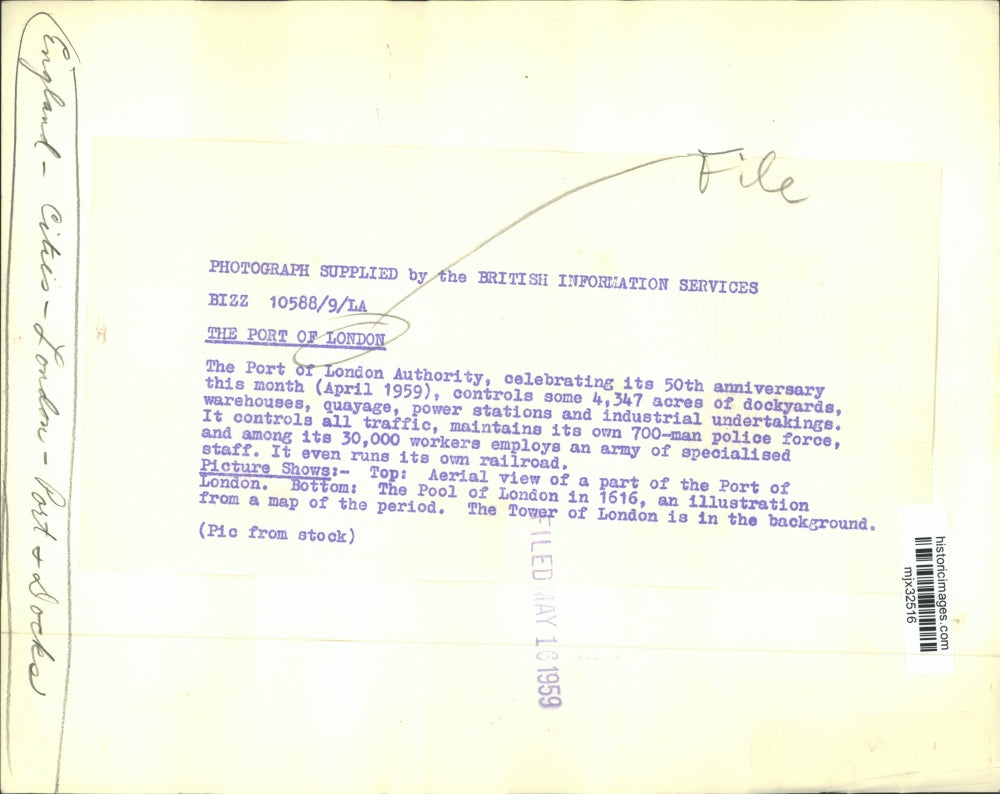 England - Cities - London - Port & Docks
File
PHOTOGRAPH SUPPLIED by the BRITISH INFORMATION SERVICES
BIZZ 10588/9/LA
THE PORT OF LONDON
The Port of London Authority, celebrating its 50th anniversary
this month (April 1959), controls some 4,347 acres of dockyards,
warehouses, quayage, power stations and industrial undertakings.
It controls all traffic, maintains its own 700-man police force,
and among its 30,000 workers employs an army of specialised
staff. It even runs its own railroad.
Picture Shows:- Top: Aerial view of a part of the Port of
London. Bottom: The Pool of London in 1616, an illustration
from a map of the period. The Tower of London is in the background.
(Pic from stock)
FILED MAY 16 1959
historicimages.com
mjx32516